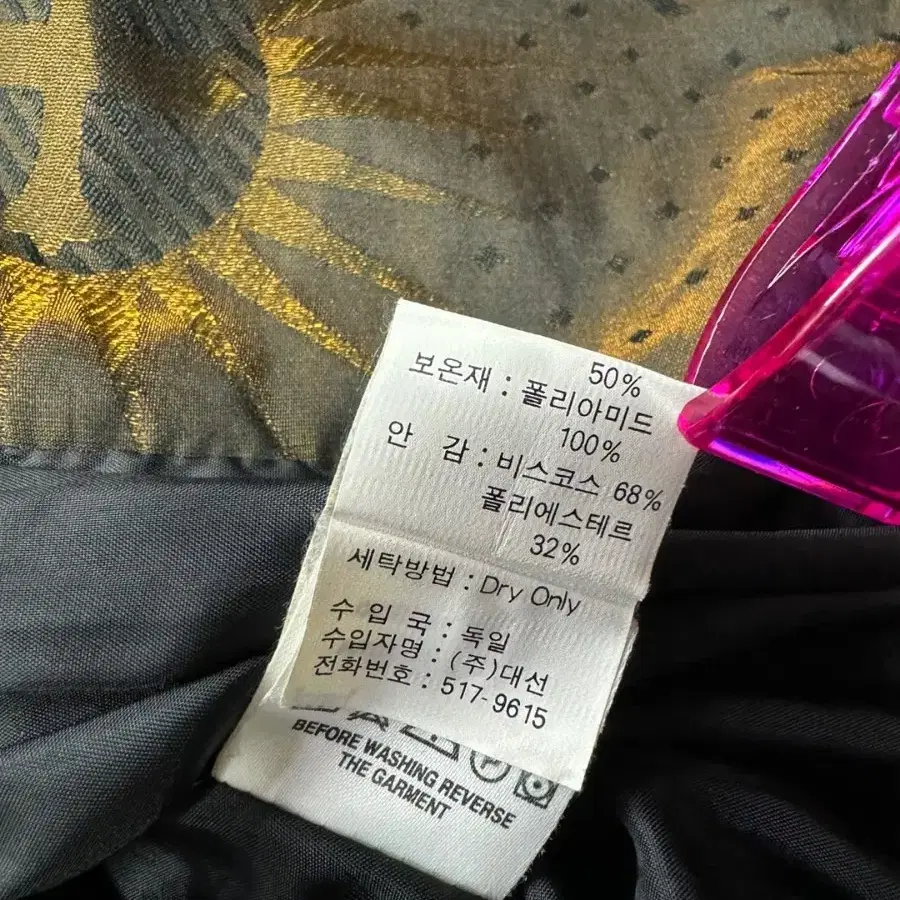 50%
보온재 : 폴리아미드
100%
안 감 : 비스코스 68%
폴리에스테르
32%
세탁방법 : Dry Only
수 입 국 : 독일
수입자명 : (주)대선
전화번호 : 517-9615
P
BEFORE WASHING REVERSE
THE GARMENT